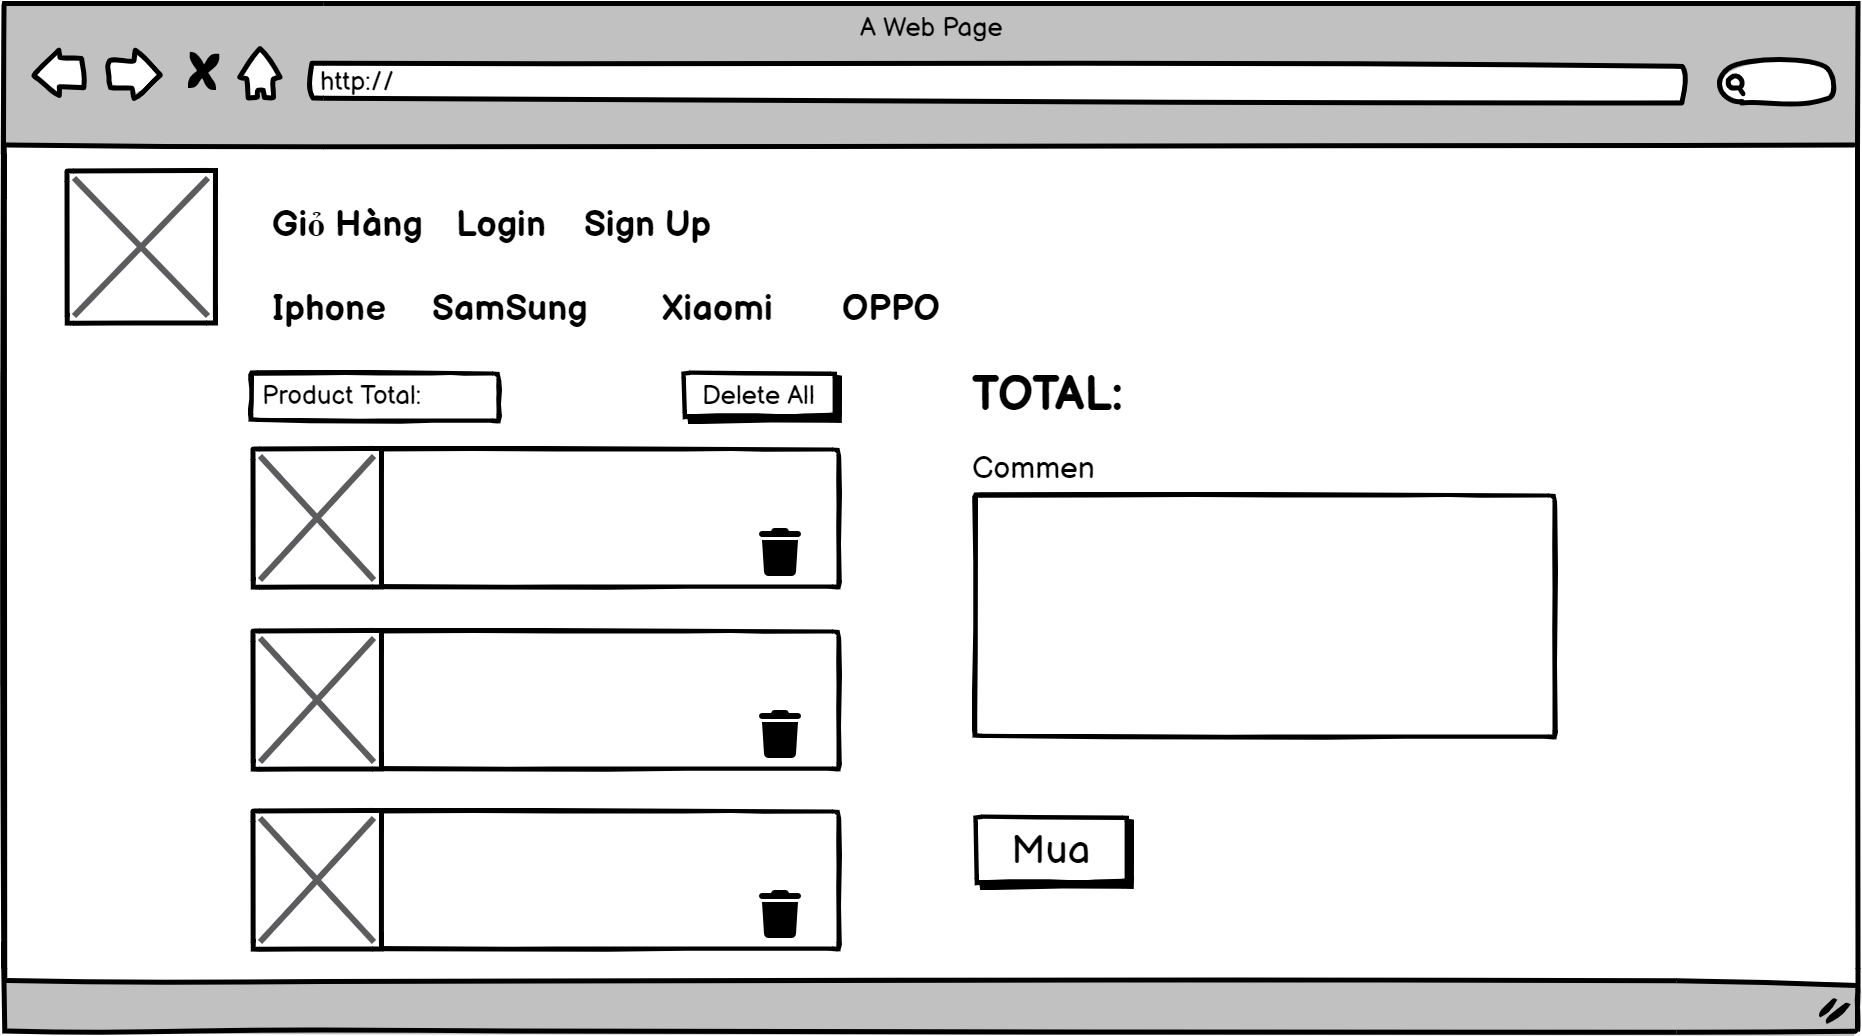 A Web Page
http://
Giỏ Hàng Login Sign Up
Iphone SamSung Xiaomi OPPO
Product Total:
Delete All
TOTAL:
Commen
Mua